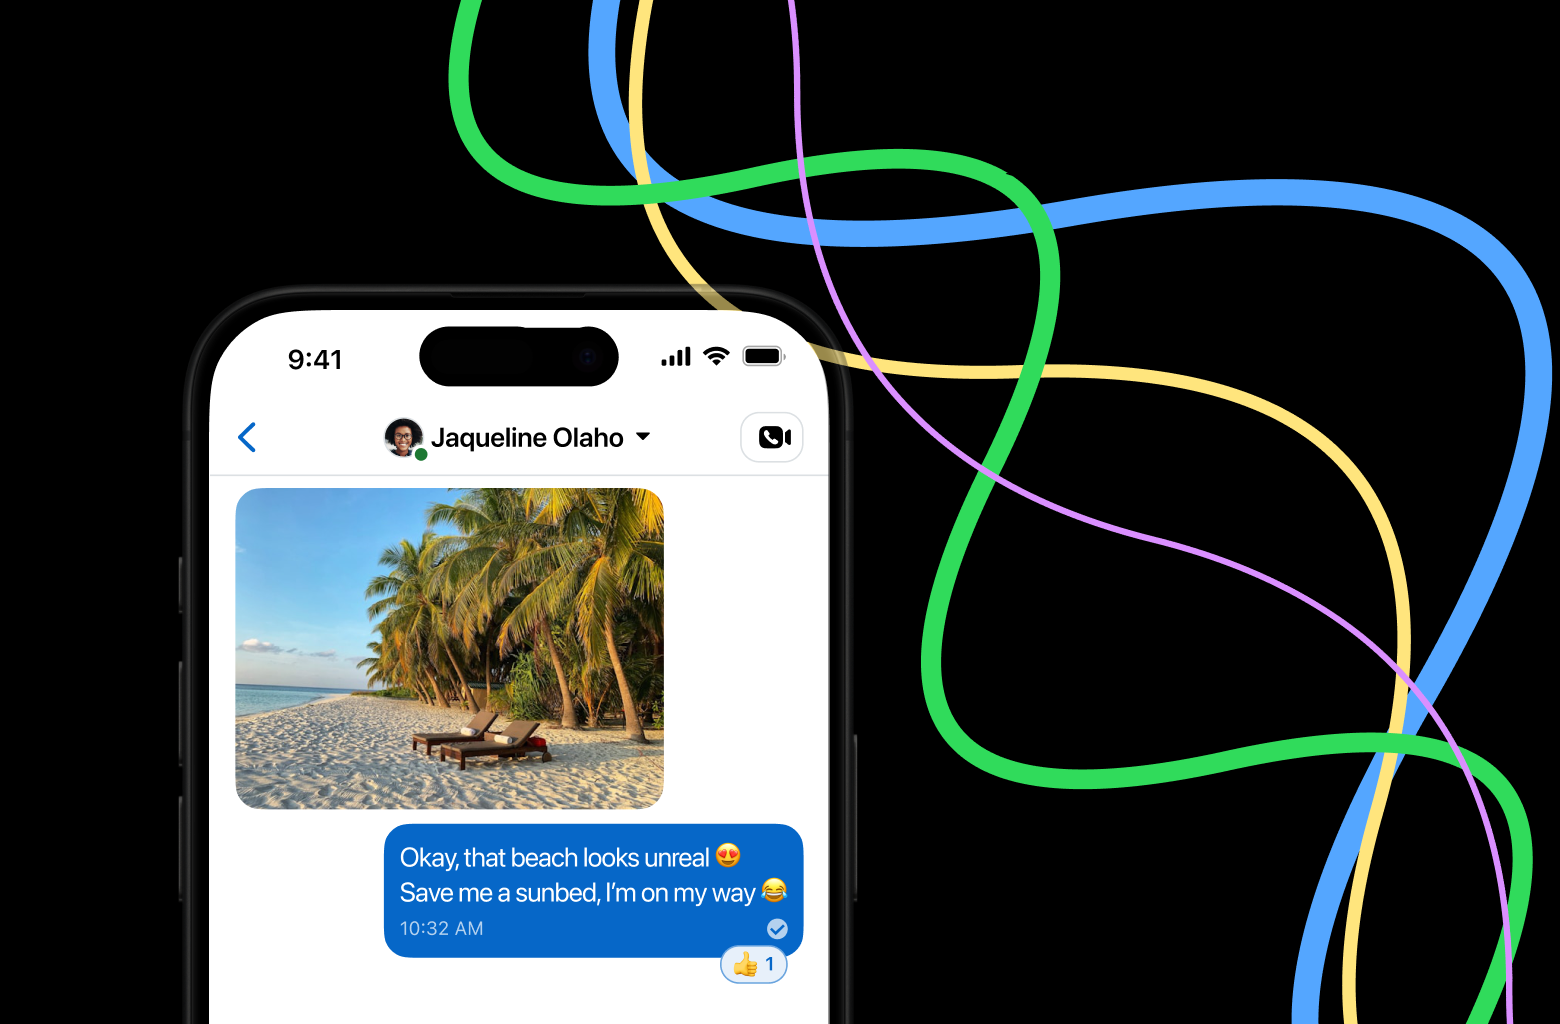 9:41
Jaqueline Olaho
Okay, that beach looks unreal 😍
Save me a sunbed, I’m on my way 😂
10:32 AM
👍 1